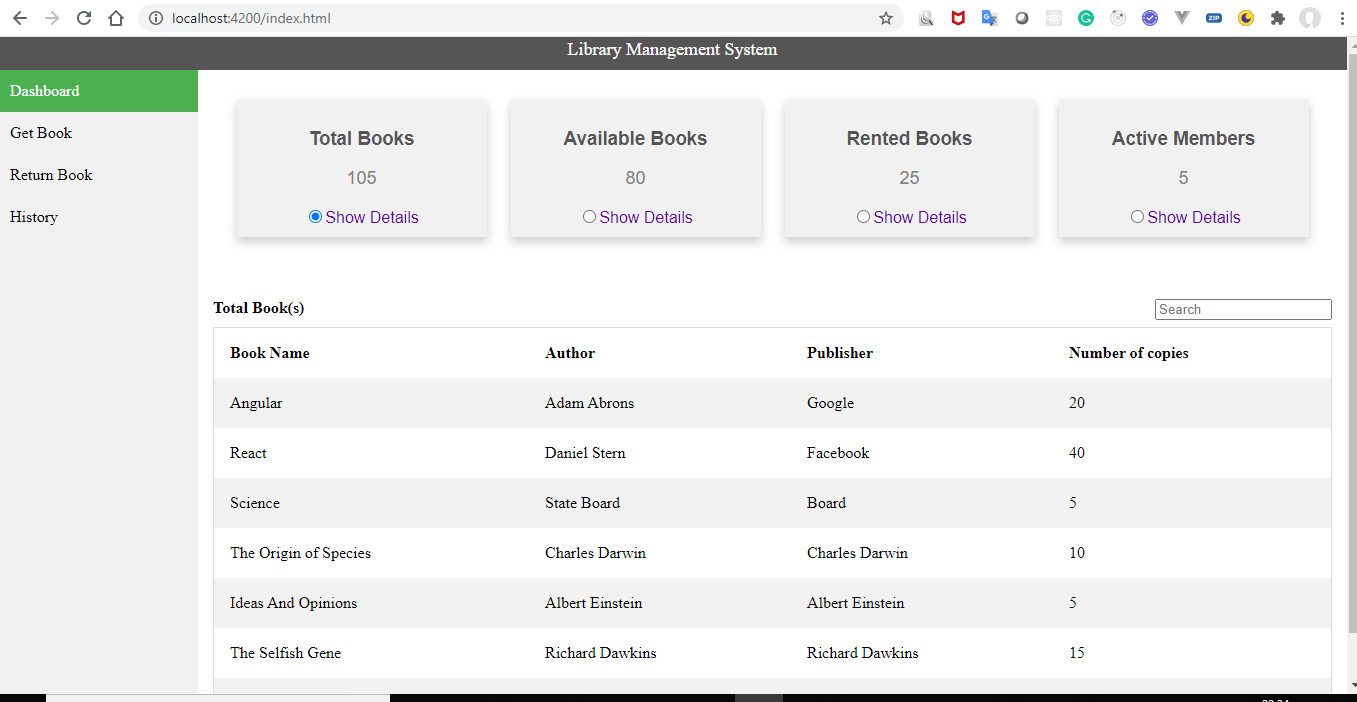 localhost:4200/index.html
ZIP
Library Management System
Dashboard
Get Book
Return Book
History
Total Books Available Books Rented Books Active Members
105 80 25 5
Show Details Show Details Show Details Show Details
Total Book(s) Search
Book Name Author Publisher Number of copies
Angular Adam Abrons Google 20
React Daniel Stern Facebook 40
Science State Board Board 5
The Origin of Species Charles Darwin Charles Darwin 10
Ideas And Opinions Albert Einstein Albert Einstein 5
The Selfish Gene Richard Dawkins Richard Dawkins 15